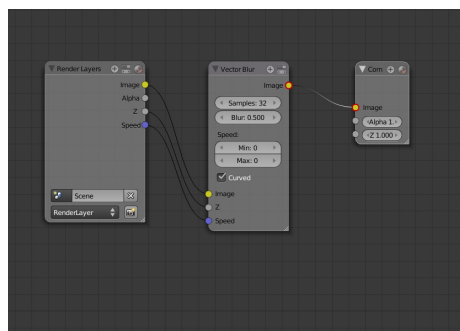 Render Layers
Image
Alpha
Z
Speed
Scene
RenderLayer
Vector Blur
Image
Samples: 32
Blur: 0.500
Speed:
Min: 0
Max: 0
Curved
Image
Z
Speed
Com
Image
Alpha 1.
Z 1.000